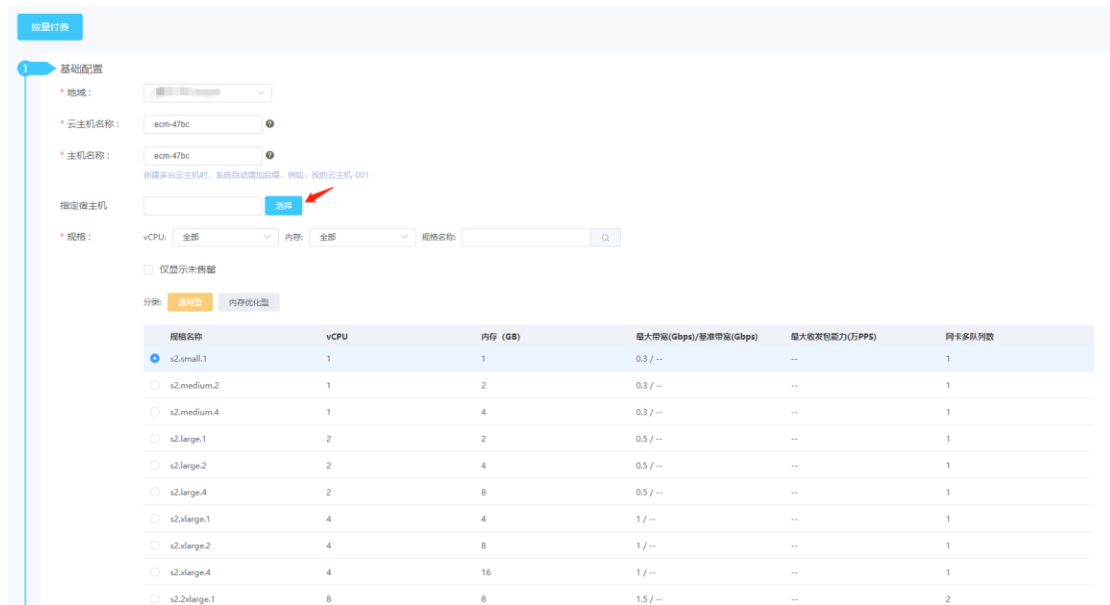 按量付费
1 基础配置
* 地域：
* 云主机名称： ecm-47bc
* 主机名称： ecm-47bc
创建多台云主机时，系统自动增加后缀，例如：我的云主机-001
指定宿主机 选择
* 规格： vCPU: 全部 内存: 全部 规格名称:
仅显示未售罄
分类: 通用型 内存优化型
规格名称 vCPU 内存 (GB) 最大带宽(Gbps)/基准带宽(Gbps) 最大收发包能力(万PPS) 网卡多队列数
s2.small.1 1 1 0.3 / -- -- 1
s2.medium.2 1 2 0.3 / -- -- 1
s2.medium.4 1 4 0.3 / -- -- 1
s2.large.1 2 2 0.5 / -- -- 1
s2.large.2 2 4 0.5 / -- -- 1
s2.large.4 2 8 0.5 / -- -- 1
s2.xlarge.1 4 4 1 / -- -- 1
s2.xlarge.2 4 8 1 / -- -- 1
s2.xlarge.4 4 16 1 / -- -- 1
s2.2xlarge.1 8 8 1.5 / -- -- 2